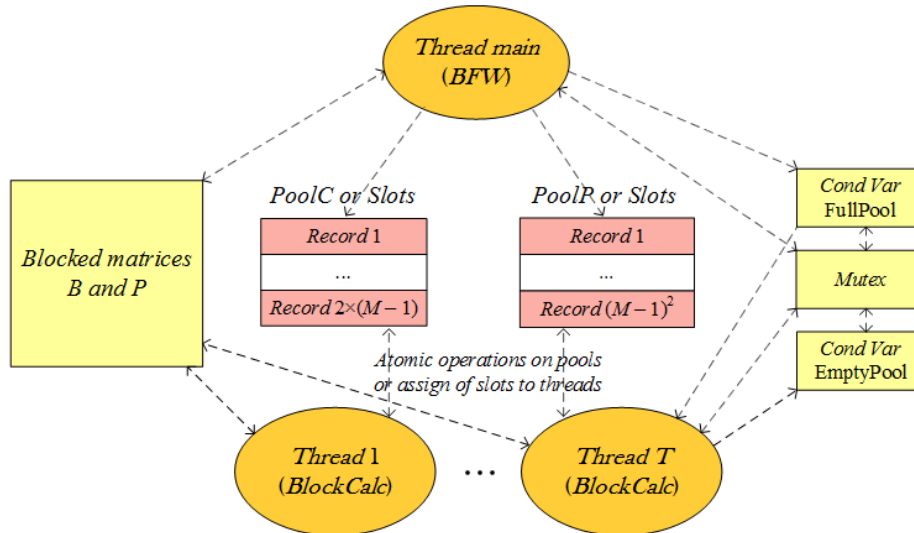 Thread main
(BFW)
PoolC or Slots
PoolP or Slots
Cond Var
FullPool
Record 1
Record 1
Blocked matrices
B and P
...
...
Mutex
Record 2×(M−1)
Record (M−1)²
Cond Var
EmptyPool
Atomic operations on pools
or assign of slots to threads
Thread 1
(BlockCalc)
...
Thread T
(BlockCalc)